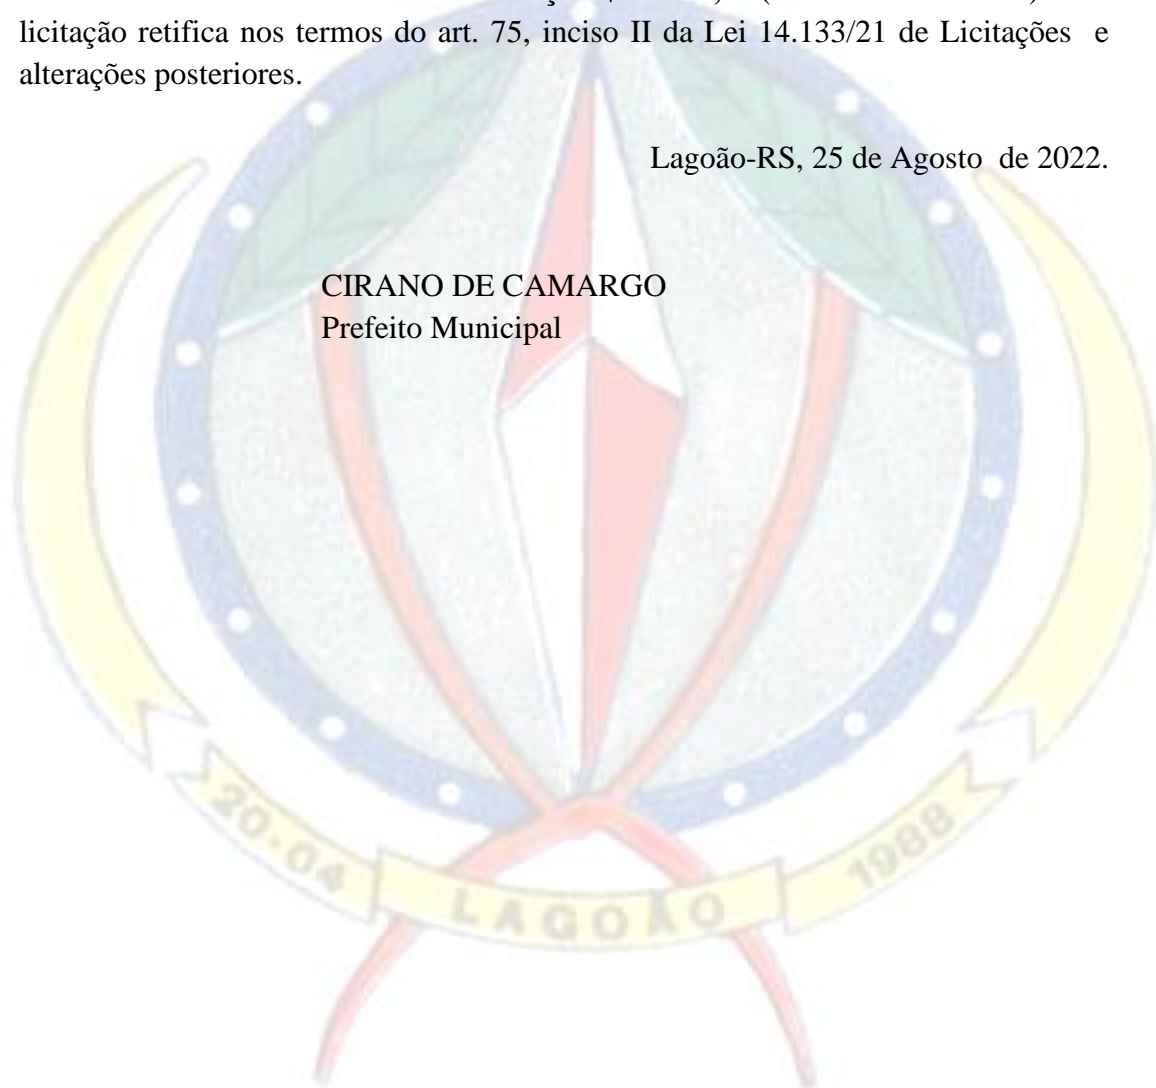 licitação retifica nos termos do art. 75, inciso II da Lei 14.133/21 de Licitações e
alterações posteriores.
Lagoão-RS, 25 de Agosto de 2022.
CIRANO DE CAMARGO
Prefeito Municipal
20.04 LAGOÃO 1988